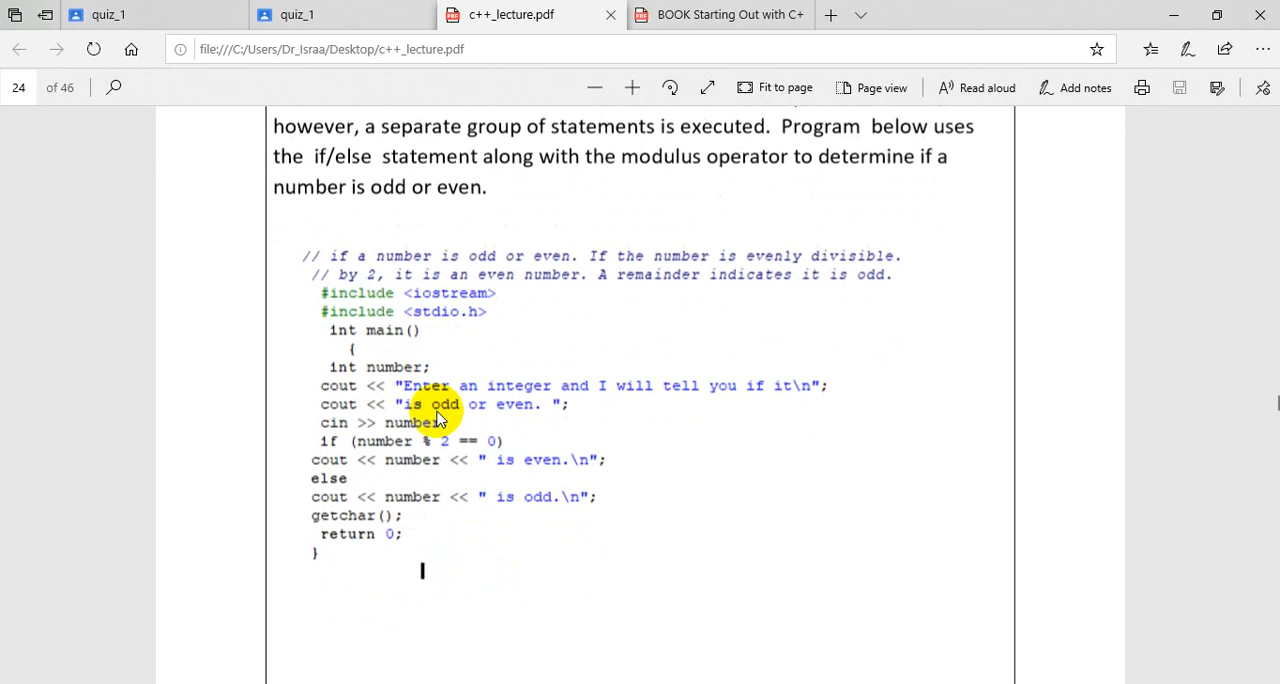 quiz_1
quiz_1
c++_lecture.pdf
BOOK Starting Out with C+
file:///C:/Users/Dr_Israa/Desktop/c++_lecture.pdf
24 of 46
Fit to page
Page view
Read aloud
Add notes
however, a separate group of statements is executed. Program below uses
the if/else statement along with the modulus operator to determine if a
number is odd or even.
// if a number is odd or even. If the number is evenly divisible.
// by 2, it is an even number. A remainder indicates it is odd.
#include <iostream>
#include <stdio.h>
int main()
{
int number;
cout << "Enter an integer and I will tell you if it\n";
cout << "is odd or even. ";
cin >> number
if (number % 2 == 0)
cout << number << " is even.\n";
else
cout << number << " is odd.\n";
getchar();
return 0;
}